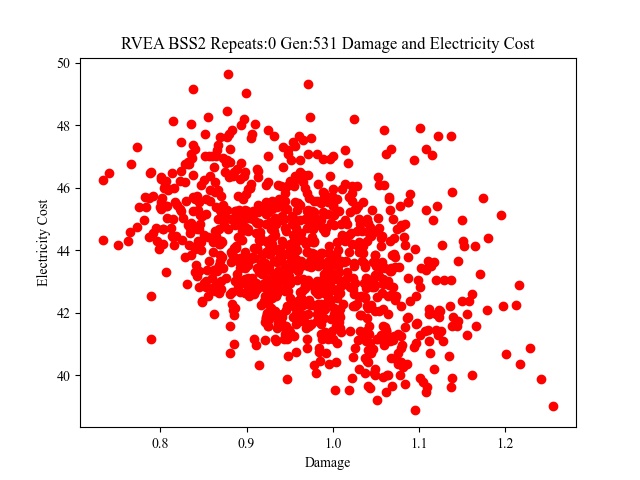 RVEA BSS2 Repeats:0 Gen:531 Damage and Electricity Cost
50
48
46
44
42
40
Electricity Cost
0.8 0.9 1.0 1.1 1.2
Damage